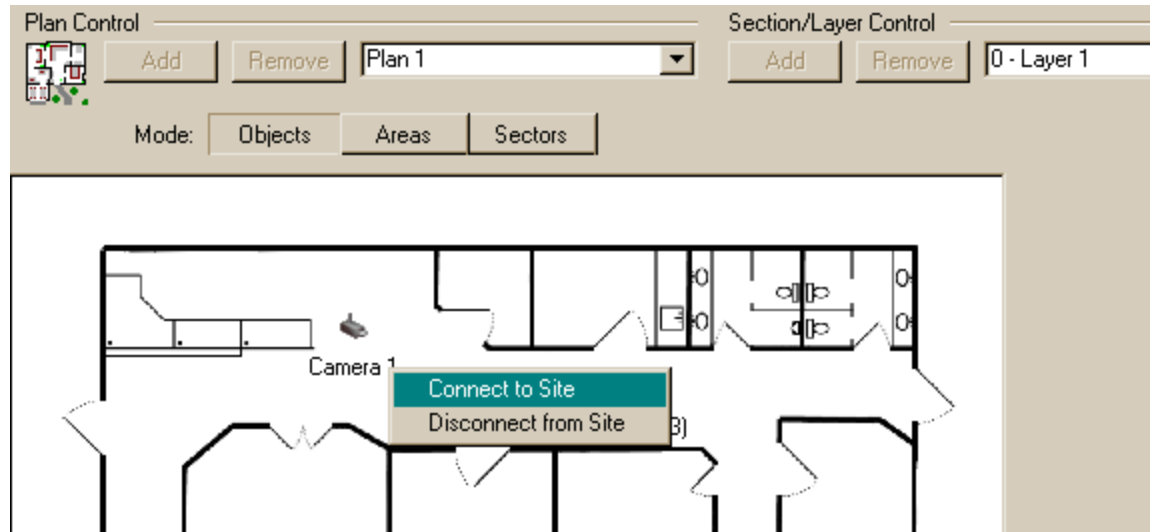 Plan Control
Section/Layer Control
Add
Remove
Plan 1
Add
Remove
0 - Layer 1
Mode:
Objects
Areas
Sectors
Camera 1
Connect to Site
Disconnect from Site
3)